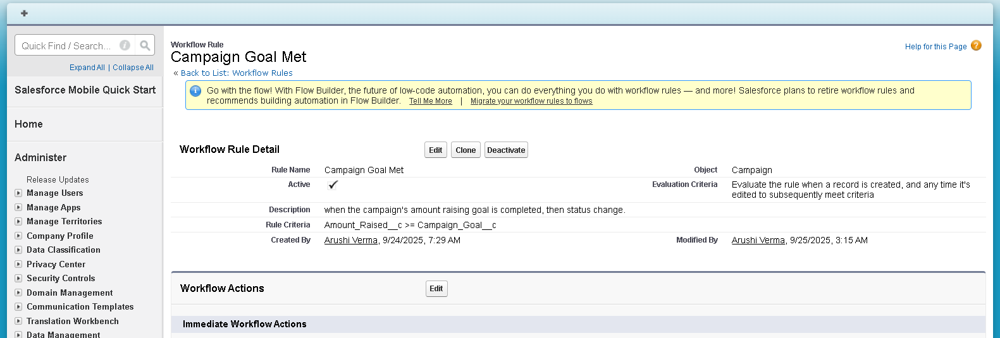 Quick Find / Search...
Expand All | Collapse All
Salesforce Mobile Quick Start
Home
Administer
Release Updates
Manage Users
Manage Apps
Manage Territories
Company Profile
Data Classification
Privacy Center
Security Controls
Domain Management
Communication Templates
Translation Workbench
Data Management
Workflow Rule
Campaign Goal Met
Help for this Page
« Back to List: Workflow Rules
Go with the flow! With Flow Builder, the future of low-code automation, you can do everything you do with workflow rules — and more! Salesforce plans to retire workflow rules and
recommends building automation in Flow Builder. Tell Me More | Migrate your workflow rules to flows
Workflow Rule Detail Edit Clone Deactivate
Rule Name Campaign Goal Met Object Campaign
Active Evaluation Criteria Evaluate the rule when a record is created, and any time it's
edited to subsequently meet criteria
Description when the campaign's amount raising goal is completed, then status change.
Rule Criteria Amount_Raised__c >= Campaign_Goal__c
Created By Arushi Verma, 9/24/2025, 7:29 AM Modified By Arushi Verma, 9/25/2025, 3:15 AM
Workflow Actions Edit
Immediate Workflow Actions